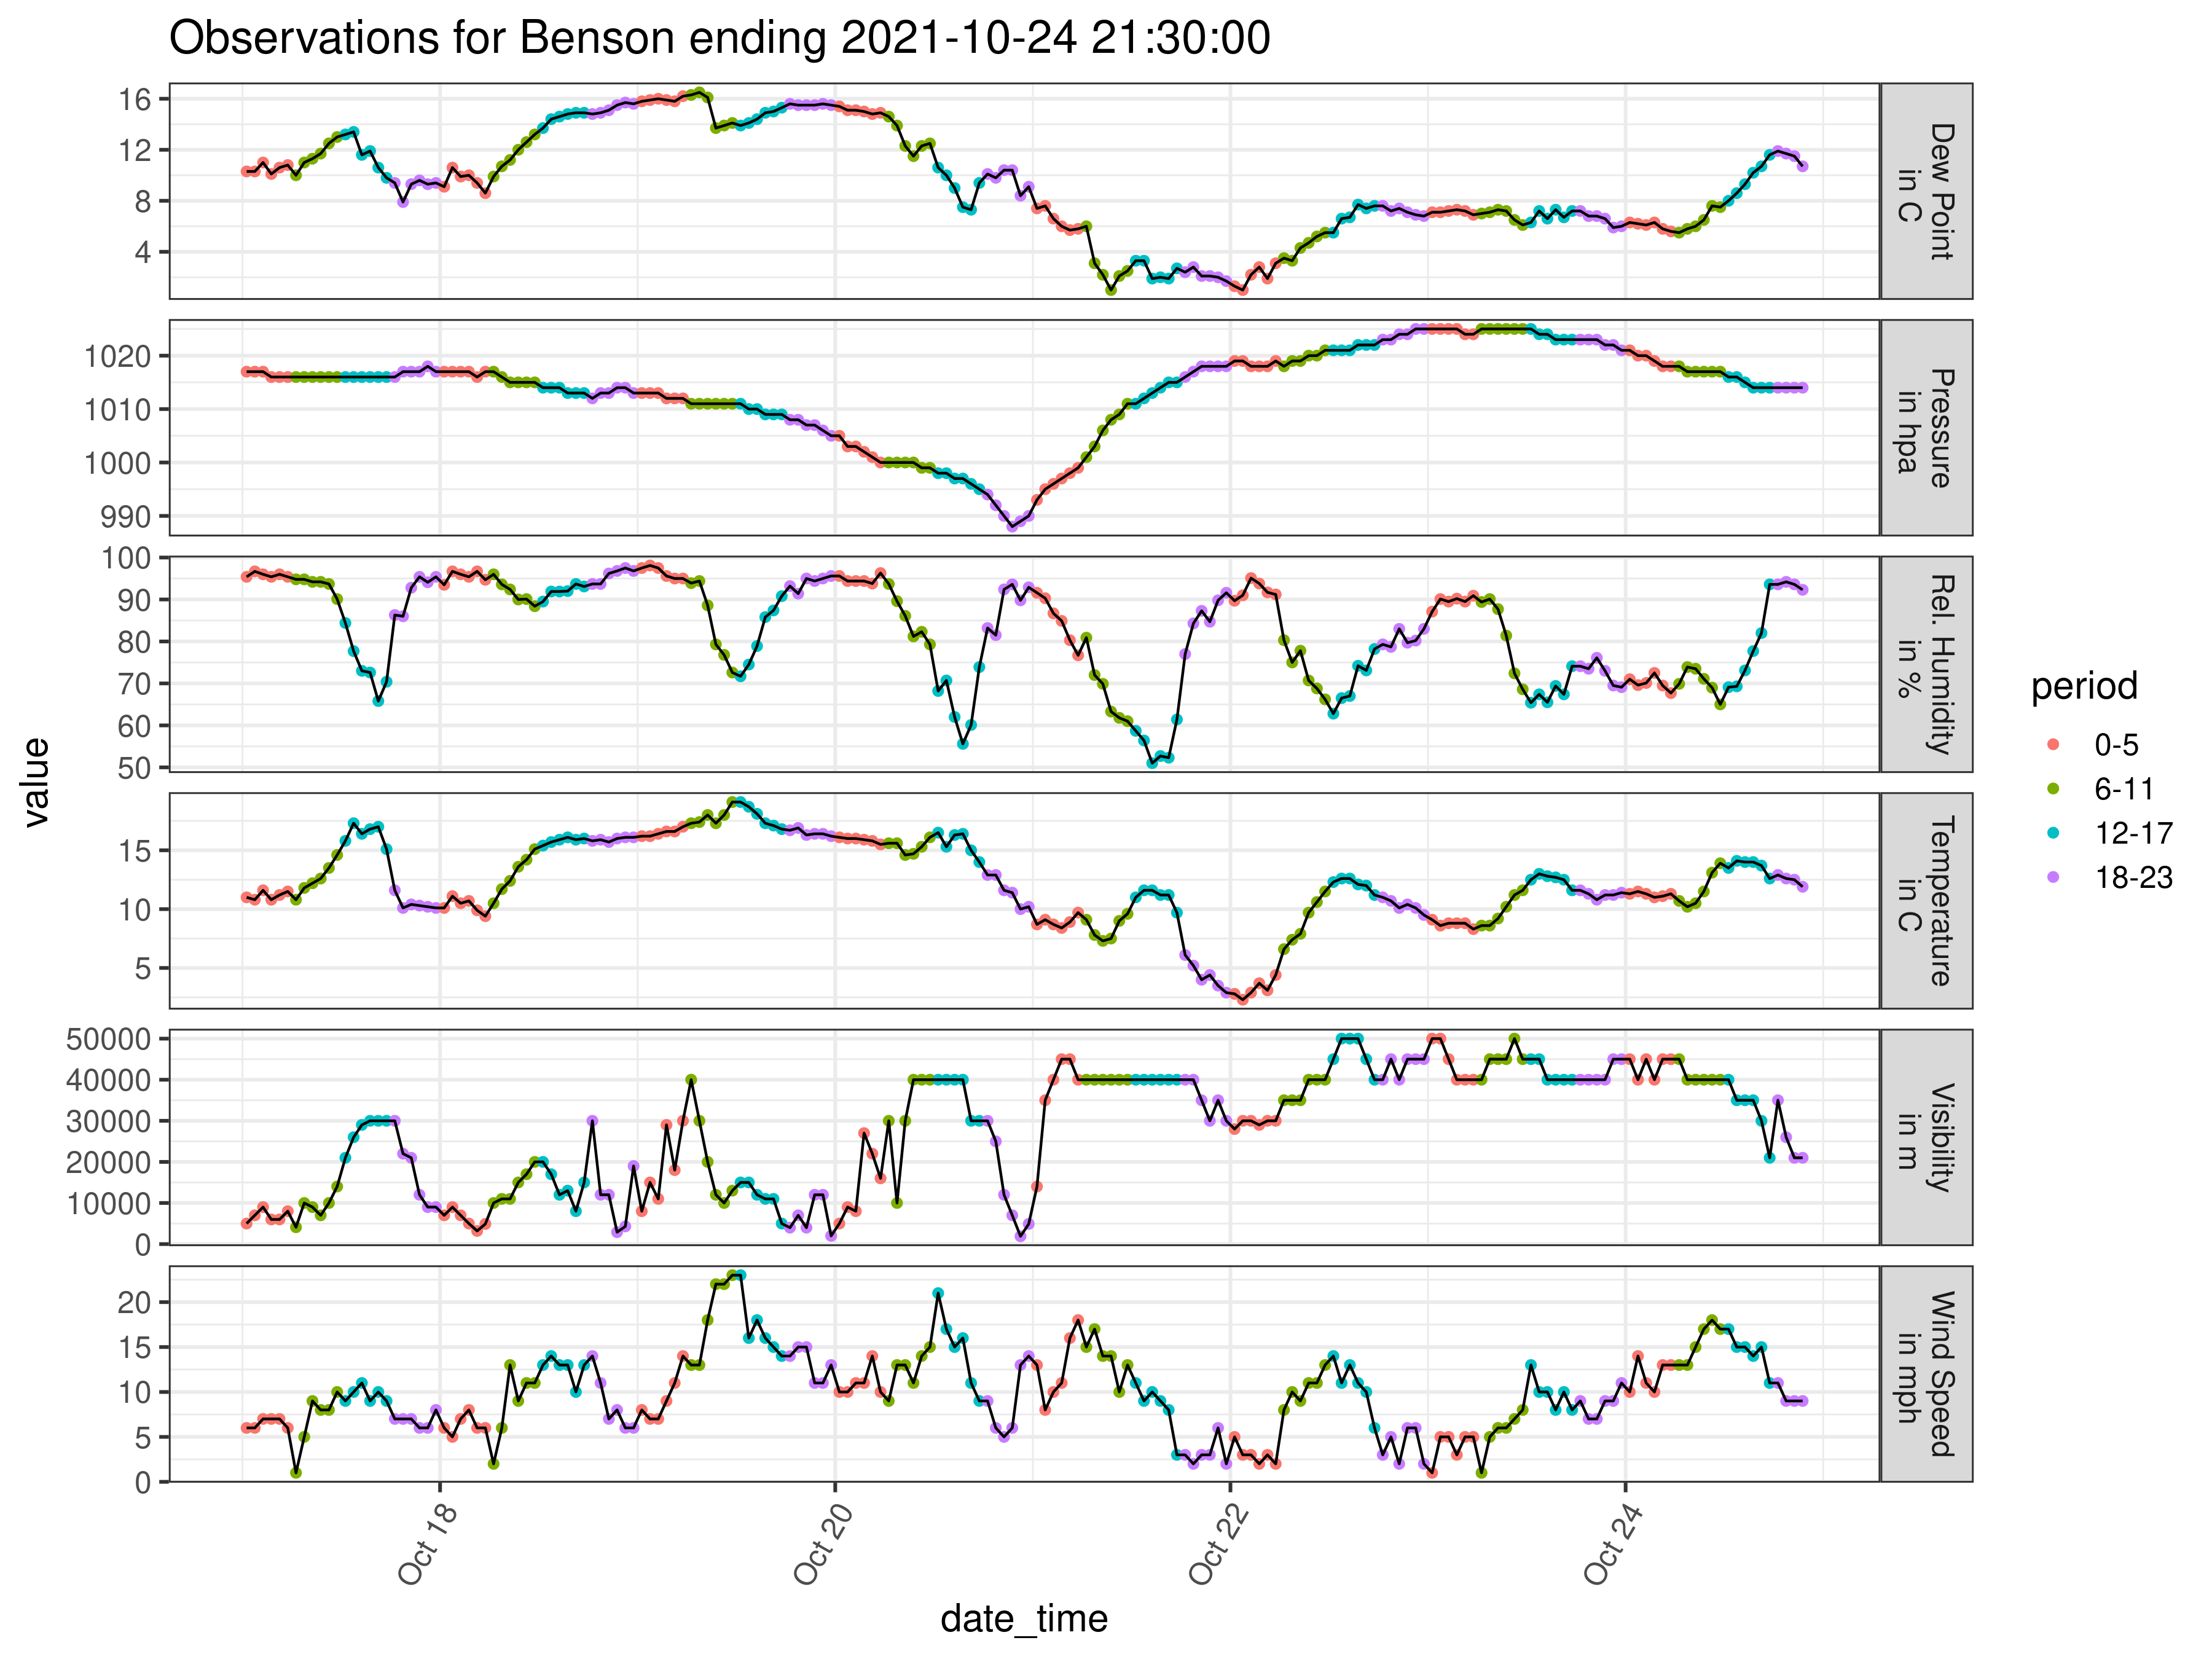 Observations for Benson ending 2021-10-24 21:30:00
value
16
12
8
4
Dew Point
in C
1020
1010
1000
990
Pressure
in hpa
100
90
80
70
60
50
Rel. Humidity
in %
15
10
5
Temperature
in C
50000
40000
30000
20000
10000
0
Visibility
in m
20
15
10
5
0
Wind Speed
in mph
Oct 18
Oct 20
Oct 22
Oct 24
date_time
period
0-5
6-11
12-17
18-23